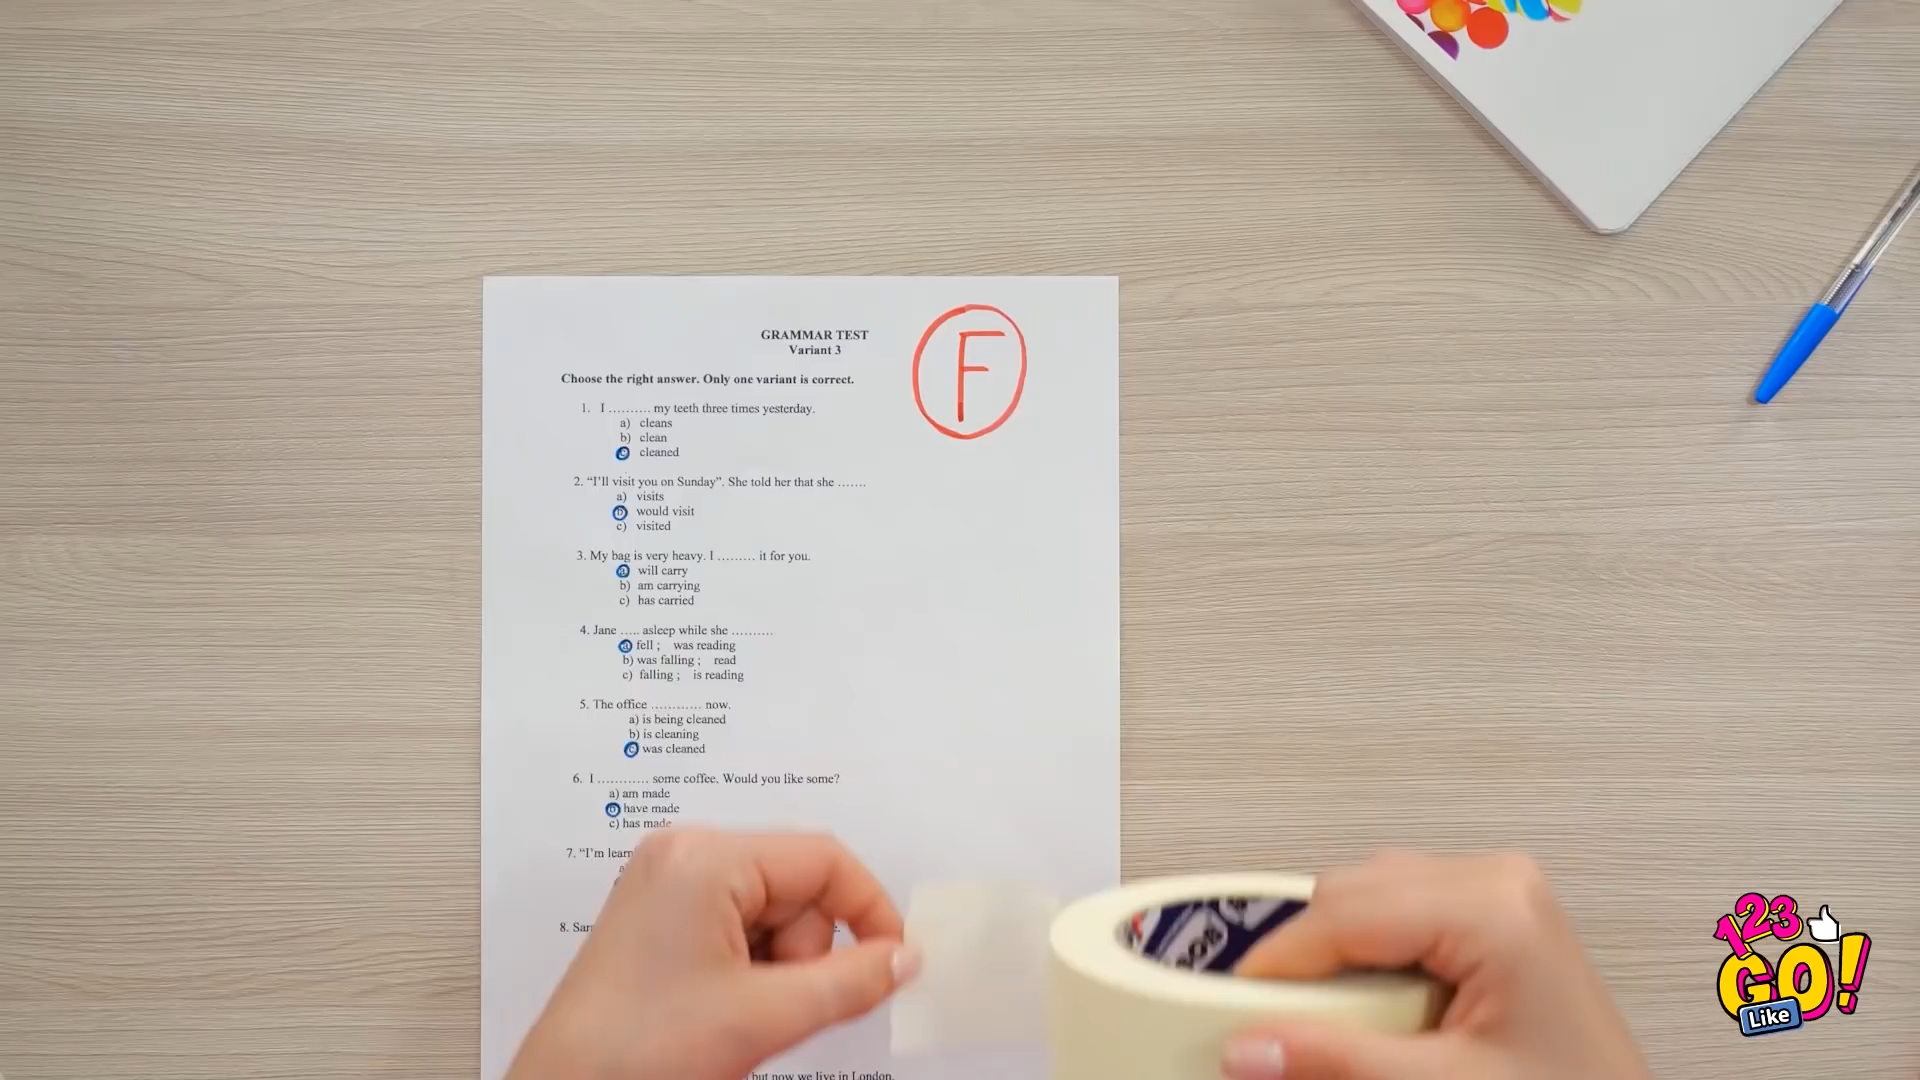 GRAMMAR TEST
Variant 3
F
Choose the right answer. Only one variant is correct.
1. I ......... my teeth three times yesterday.
a) cleans
b) clean
c) cleaned
2. “I’ll visit you on Sunday”. She told her that she .......
a) visits
b) would visit
c) visited
3. My bag is very heavy. I ......... it for you.
a) will carry
b) am carrying
c) has carried
4. Jane ..... asleep while she ..........
a) fell ; was reading
b) was falling ; read
c) falling ; is reading
5. The office ............ now.
a) is being cleaned
b) is cleaning
c) was cleaned
6. I ............ some coffee. Would you like some?
a) am made
b) have made
c) has made
7. “I’m
8.
but now we live in London.
123
GO!
Like